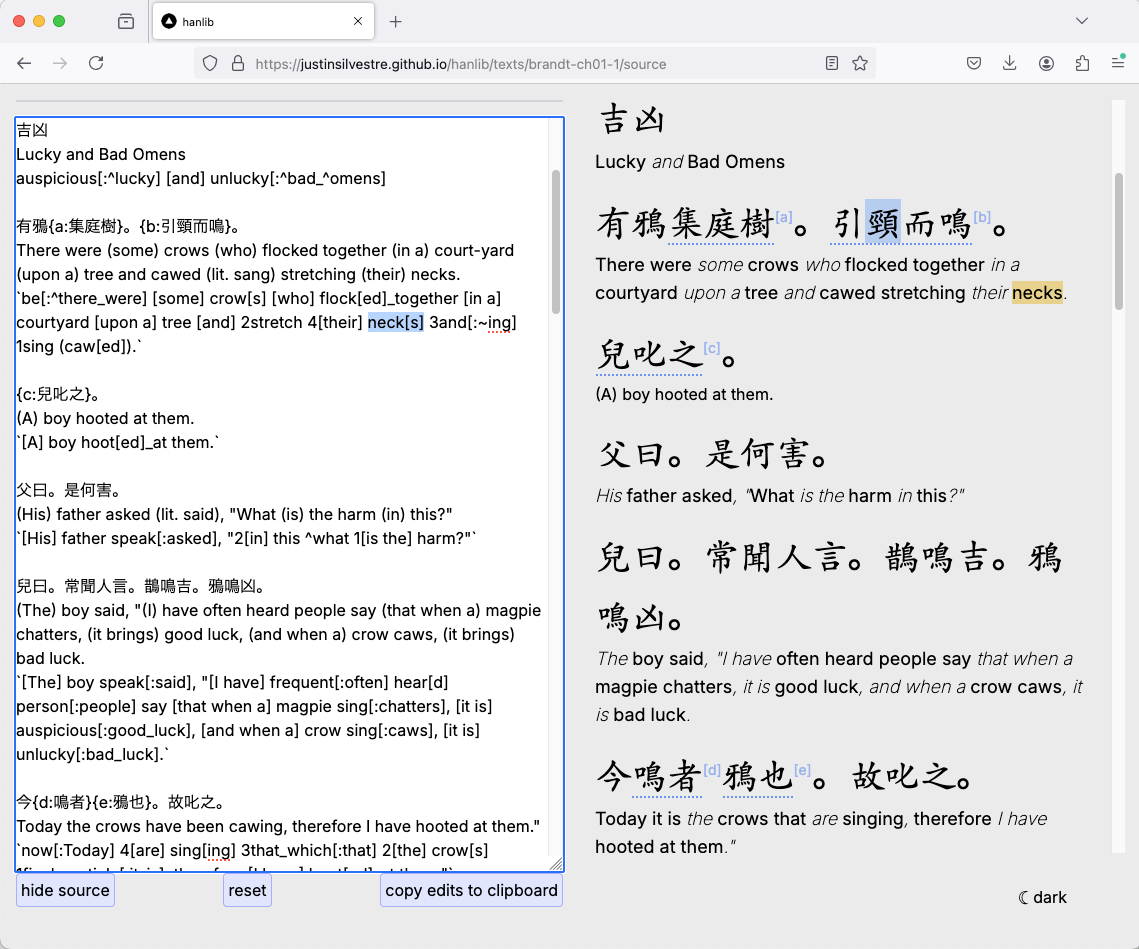 hanlib
https://justinsilvestre.github.io/hanlib/texts/brandt-ch01-1/source
吉凶
Lucky and Bad Omens
auspicious[:^lucky] [and] unlucky[:^bad_^omens]
有鴉{a:集庭樹}。{b:引頸而鳴}。
There were (some) crows (who) flocked together (in a) court-yard
(upon a) tree and cawed (lit. sang) stretching (their) necks.
`be[:^there_were] [some] crow[s] [who] flock[ed]_together [in a]
courtyard [upon a] tree [and] 2stretch 4[their] neck[s] 3and[:~ing]
1sing (caw[ed]).`
{c:兒叱之}。
(A) boy hooted at them.
`[A] boy hoot[ed]_at them.`
父曰。是何害。
(His) father asked (lit. said), "What (is) the harm (in) this?"
`[His] father speak[:asked], "2[in] this ^what 1[is the] harm?"`
兒曰。常聞人言。鵲鳴吉。鴉鳴凶。
(The) boy said, "(I) have often heard people say (that when a) magpie
chatters, (it brings) good luck, (and when a) crow caws, (it brings)
bad luck.
`[The] boy speak[:said], "[I have] frequent[:often] hear[d]
person[:people] say [that when a] magpie sing[:chatters], [it is]
auspicious[:good_luck], [and when a] crow sing[:caws], [it is]
unlucky[:bad_luck].`
今{d:鳴者}{e:鴉也}。故叱之。
Today the crows have been cawing, therefore I have hooted at them."
`now[:Today] 4[are] sing[ing] 3that_which[:that] 2[the] crow[s]
hide source
reset
copy edits to clipboard
吉凶
Lucky and Bad Omens
有鴉集庭樹[a]。引頸而鳴[b]。
There were some crows who flocked together in a
courtyard upon a tree and cawed stretching their necks.
兒叱之[c]。
(A) boy hooted at them.
父曰。是何害。
His father asked, "What is the harm in this?"
兒曰。常聞人言。鵲鳴吉。鴉
鳴凶。
The boy said, "I have often heard people say that when a
magpie chatters, it is good luck, and when a crow caws, it
is bad luck.
今鳴者[d]鴉也[e]。故叱之。
Today it is the crows that are singing, therefore I have
hooted at them."
dark